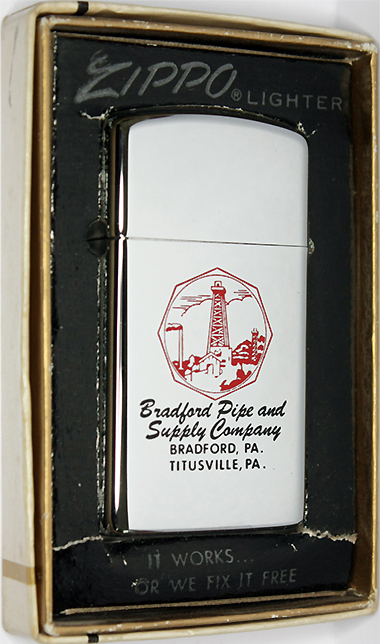 ZIPPO® LIGHTER
Bradford Pipe and
Supply Company
BRADFORD, PA.
TITUSVILLE, PA.
IT WORKS...
OR WE FIX IT FREE